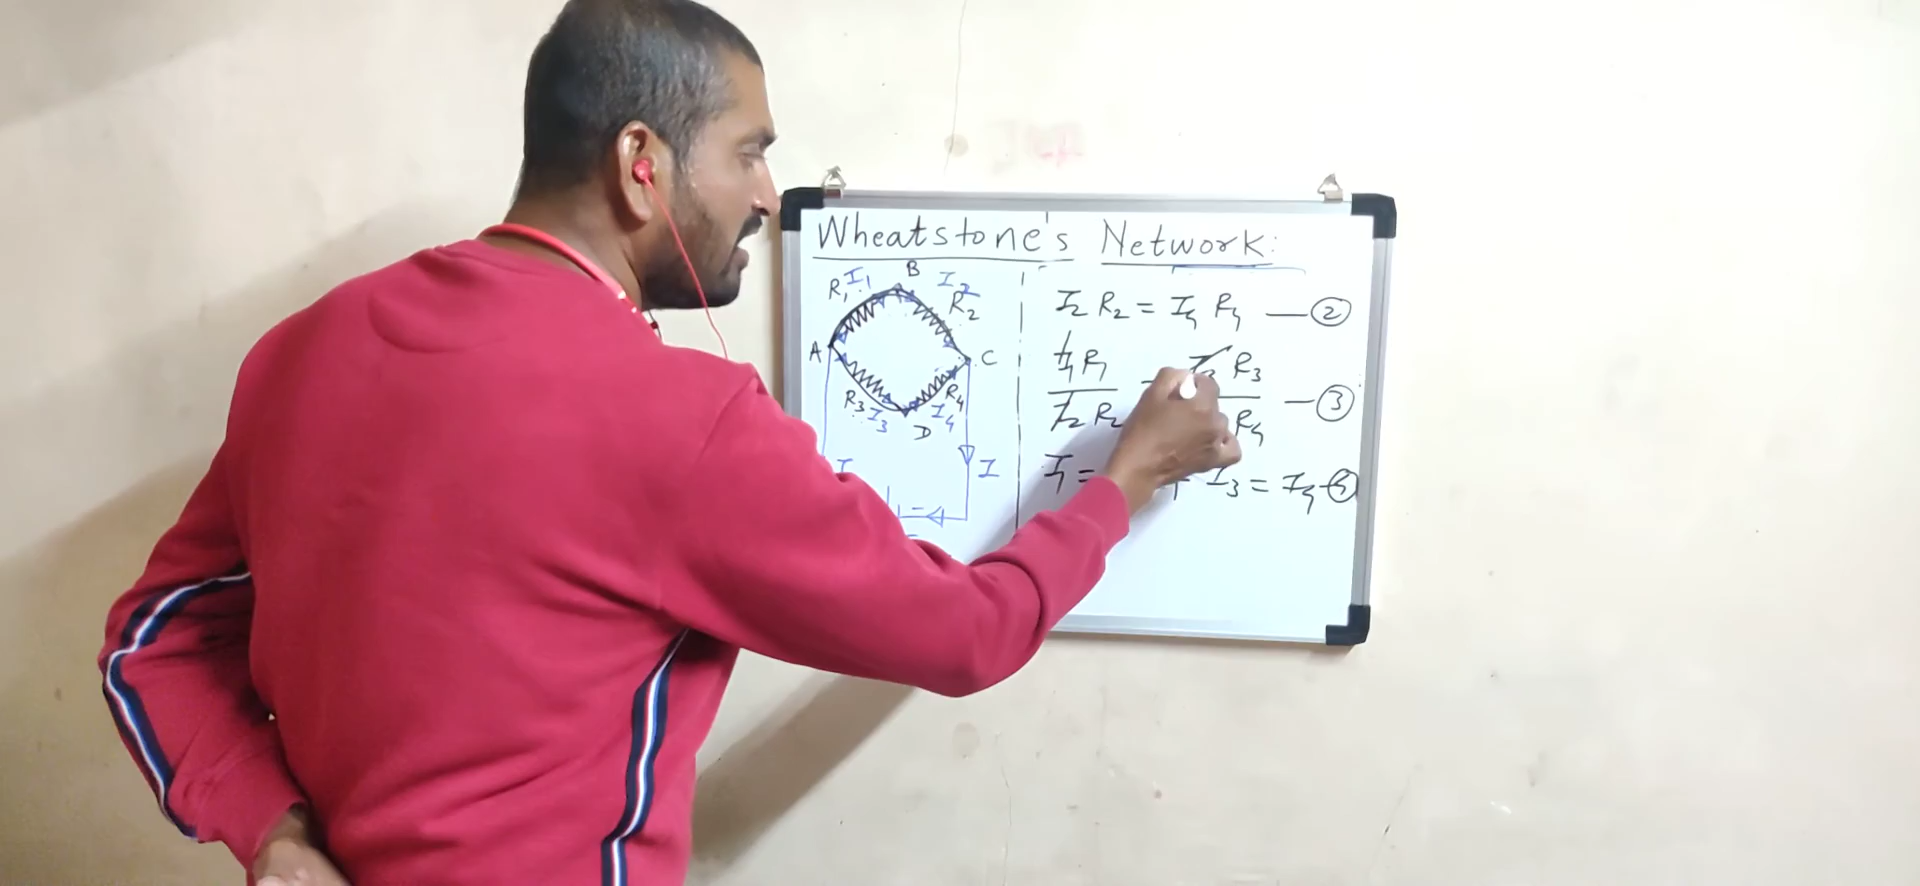 Wheatstone's Network:
B
I₁ I₂
R₁ R₂
A C
R₃ R₄
I₃ I₄
D
I
I₂ R₂ = I₄ R₄ — ②
I₁ R₁ R₃
I₂ R₂ R₄ — ③
I₁ = I₃ = I₄ — ④